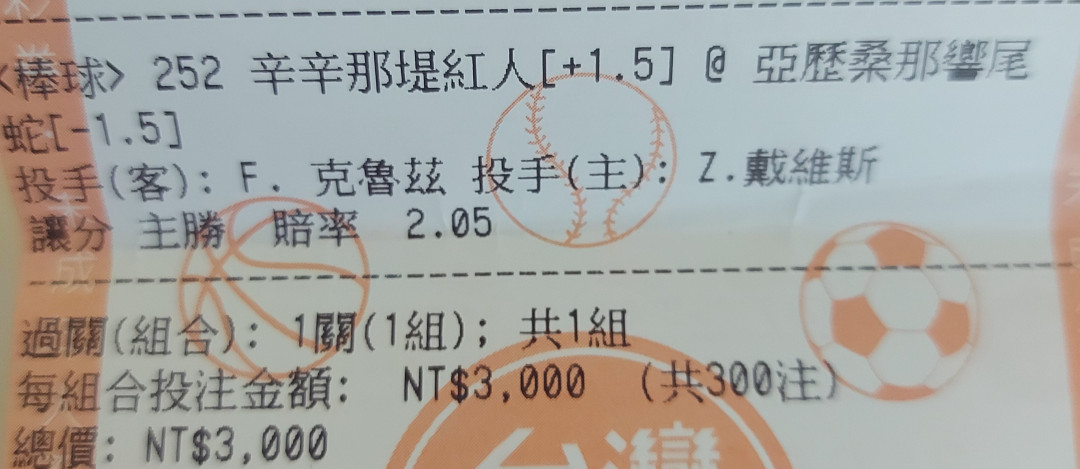 <棒球> 252 辛辛那堤紅人[+1.5] @ 亞歷桑那響尾
蛇[-1.5]
投手(客): F. 克魯茲 投手(主): Z.戴維斯
讓分 主勝 賠率 2.05
過關(組合): 1關(1組); 共1組
每組合投注金額: NT$3,000 (共300注)
總價: NT$3,000
台灣